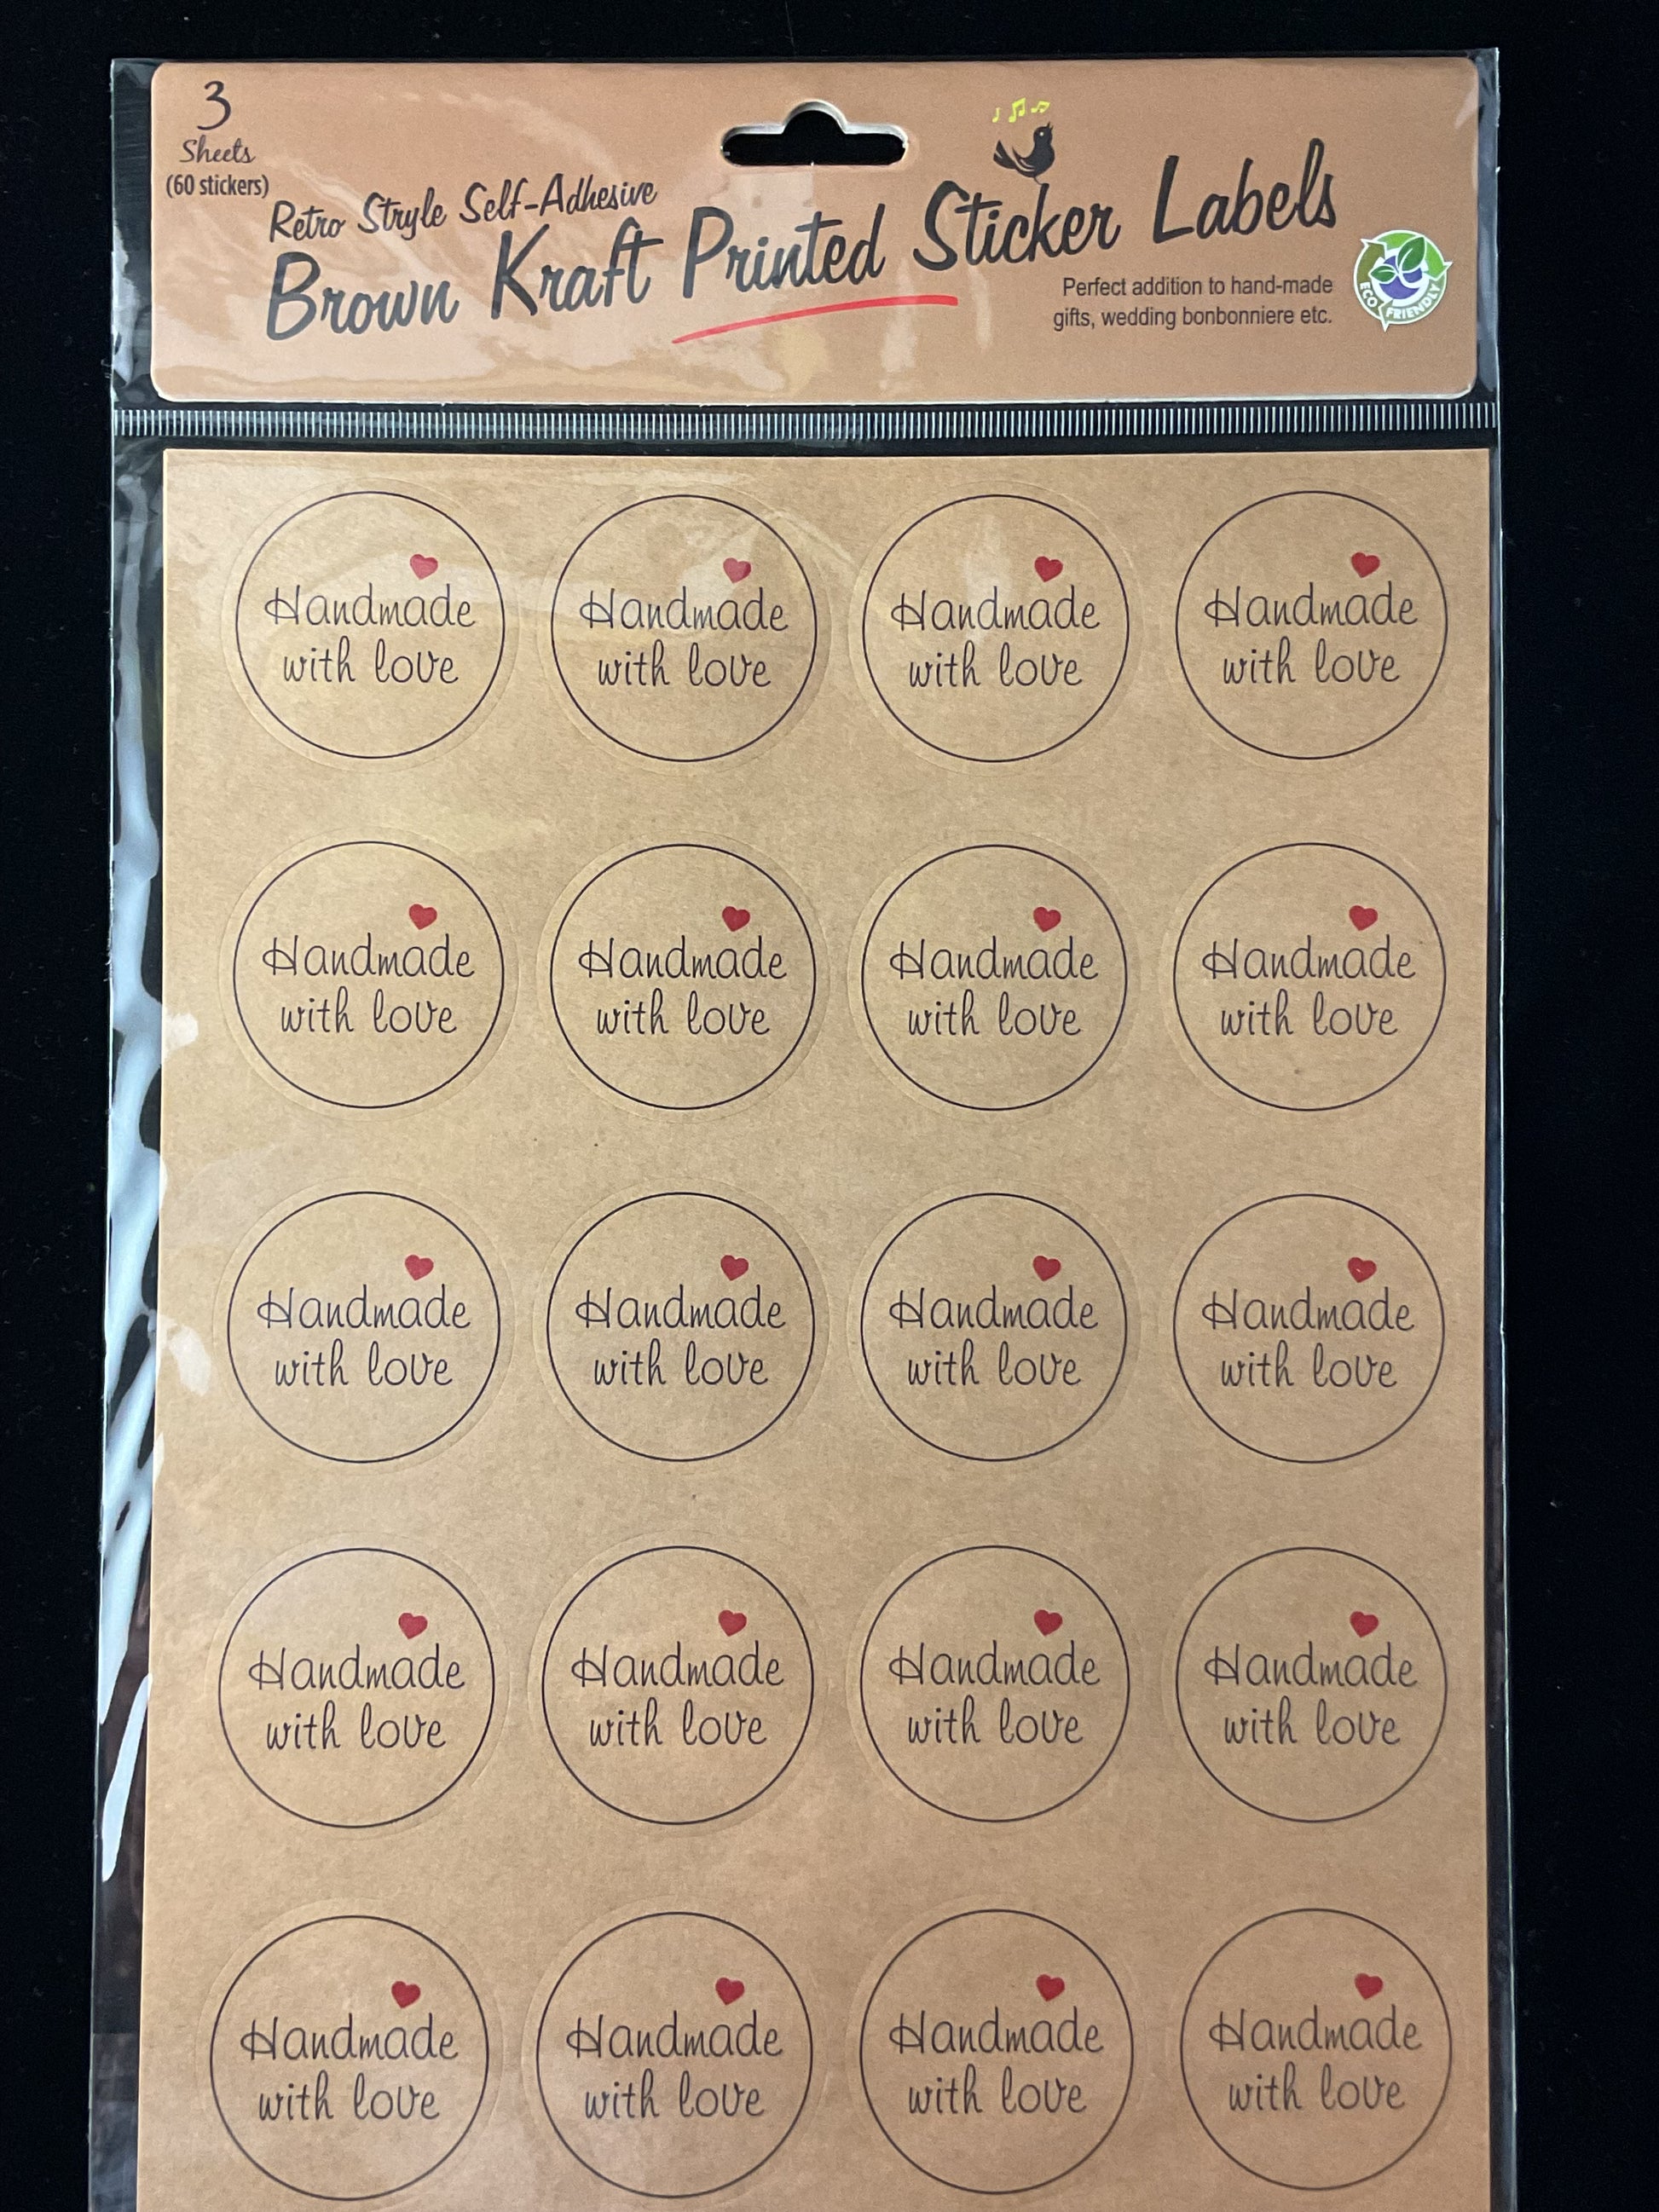 3
Sheets
(60 stickers)
Retro Stryle Self-Adhesive
Brown Kraft Printed Sticker Labels
Perfect addition to hand-made
gifts, wedding bonbonniere etc.
ECO FRIENDLY
Handmade Handmade Handmade Handmade
with love with love with love with love
Handmade Handmade Handmade Handmade
with love with love with love with love
Handmade Handmade Handmade Handmade
with love with love with love with love
Handmade Handmade Handmade Handmade
with love with love with love with love
Handmade Handmade Handmade Handmade
with love with love with love with love